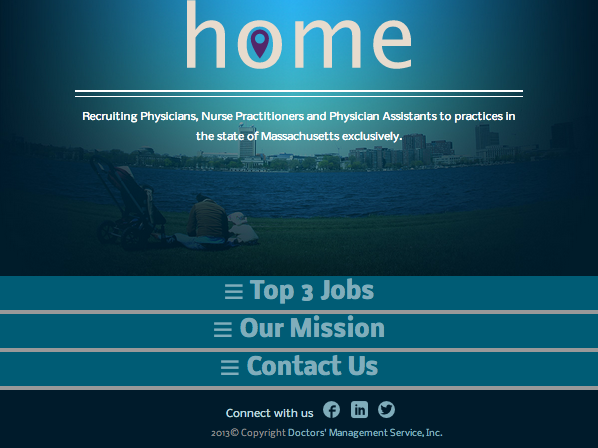 home
Recruiting Physicians, Nurse Practitioners and Physician Assistants to practices in
the state of Massachusetts exclusively.
Top 3 Jobs
Our Mission
Contact Us
Connect with us
2013© Copyright Doctors' Management Service, Inc.